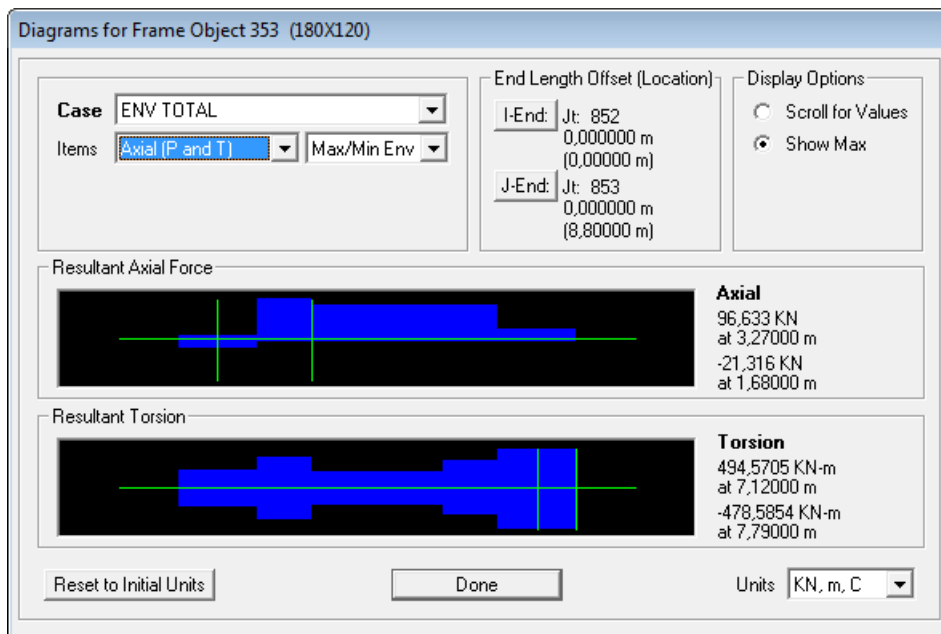 Diagrams for Frame Object 353 (180X120)
Case ENV TOTAL
Items Axial (P and T) Max/Min Env
End Length Offset (Location)
I-End: Jt: 852
0,000000 m
(0,00000 m)
J-End: Jt: 853
0,000000 m
(8,80000 m)
Display Options
Scroll for Values
Show Max
Resultant Axial Force
Axial
96,633 KN
at 3,27000 m
-21,316 KN
at 1,68000 m
Resultant Torsion
Torsion
494,5705 KN-m
at 7,12000 m
-478,5854 KN-m
at 7,79000 m
Reset to Initial Units
Done
Units KN, m, C